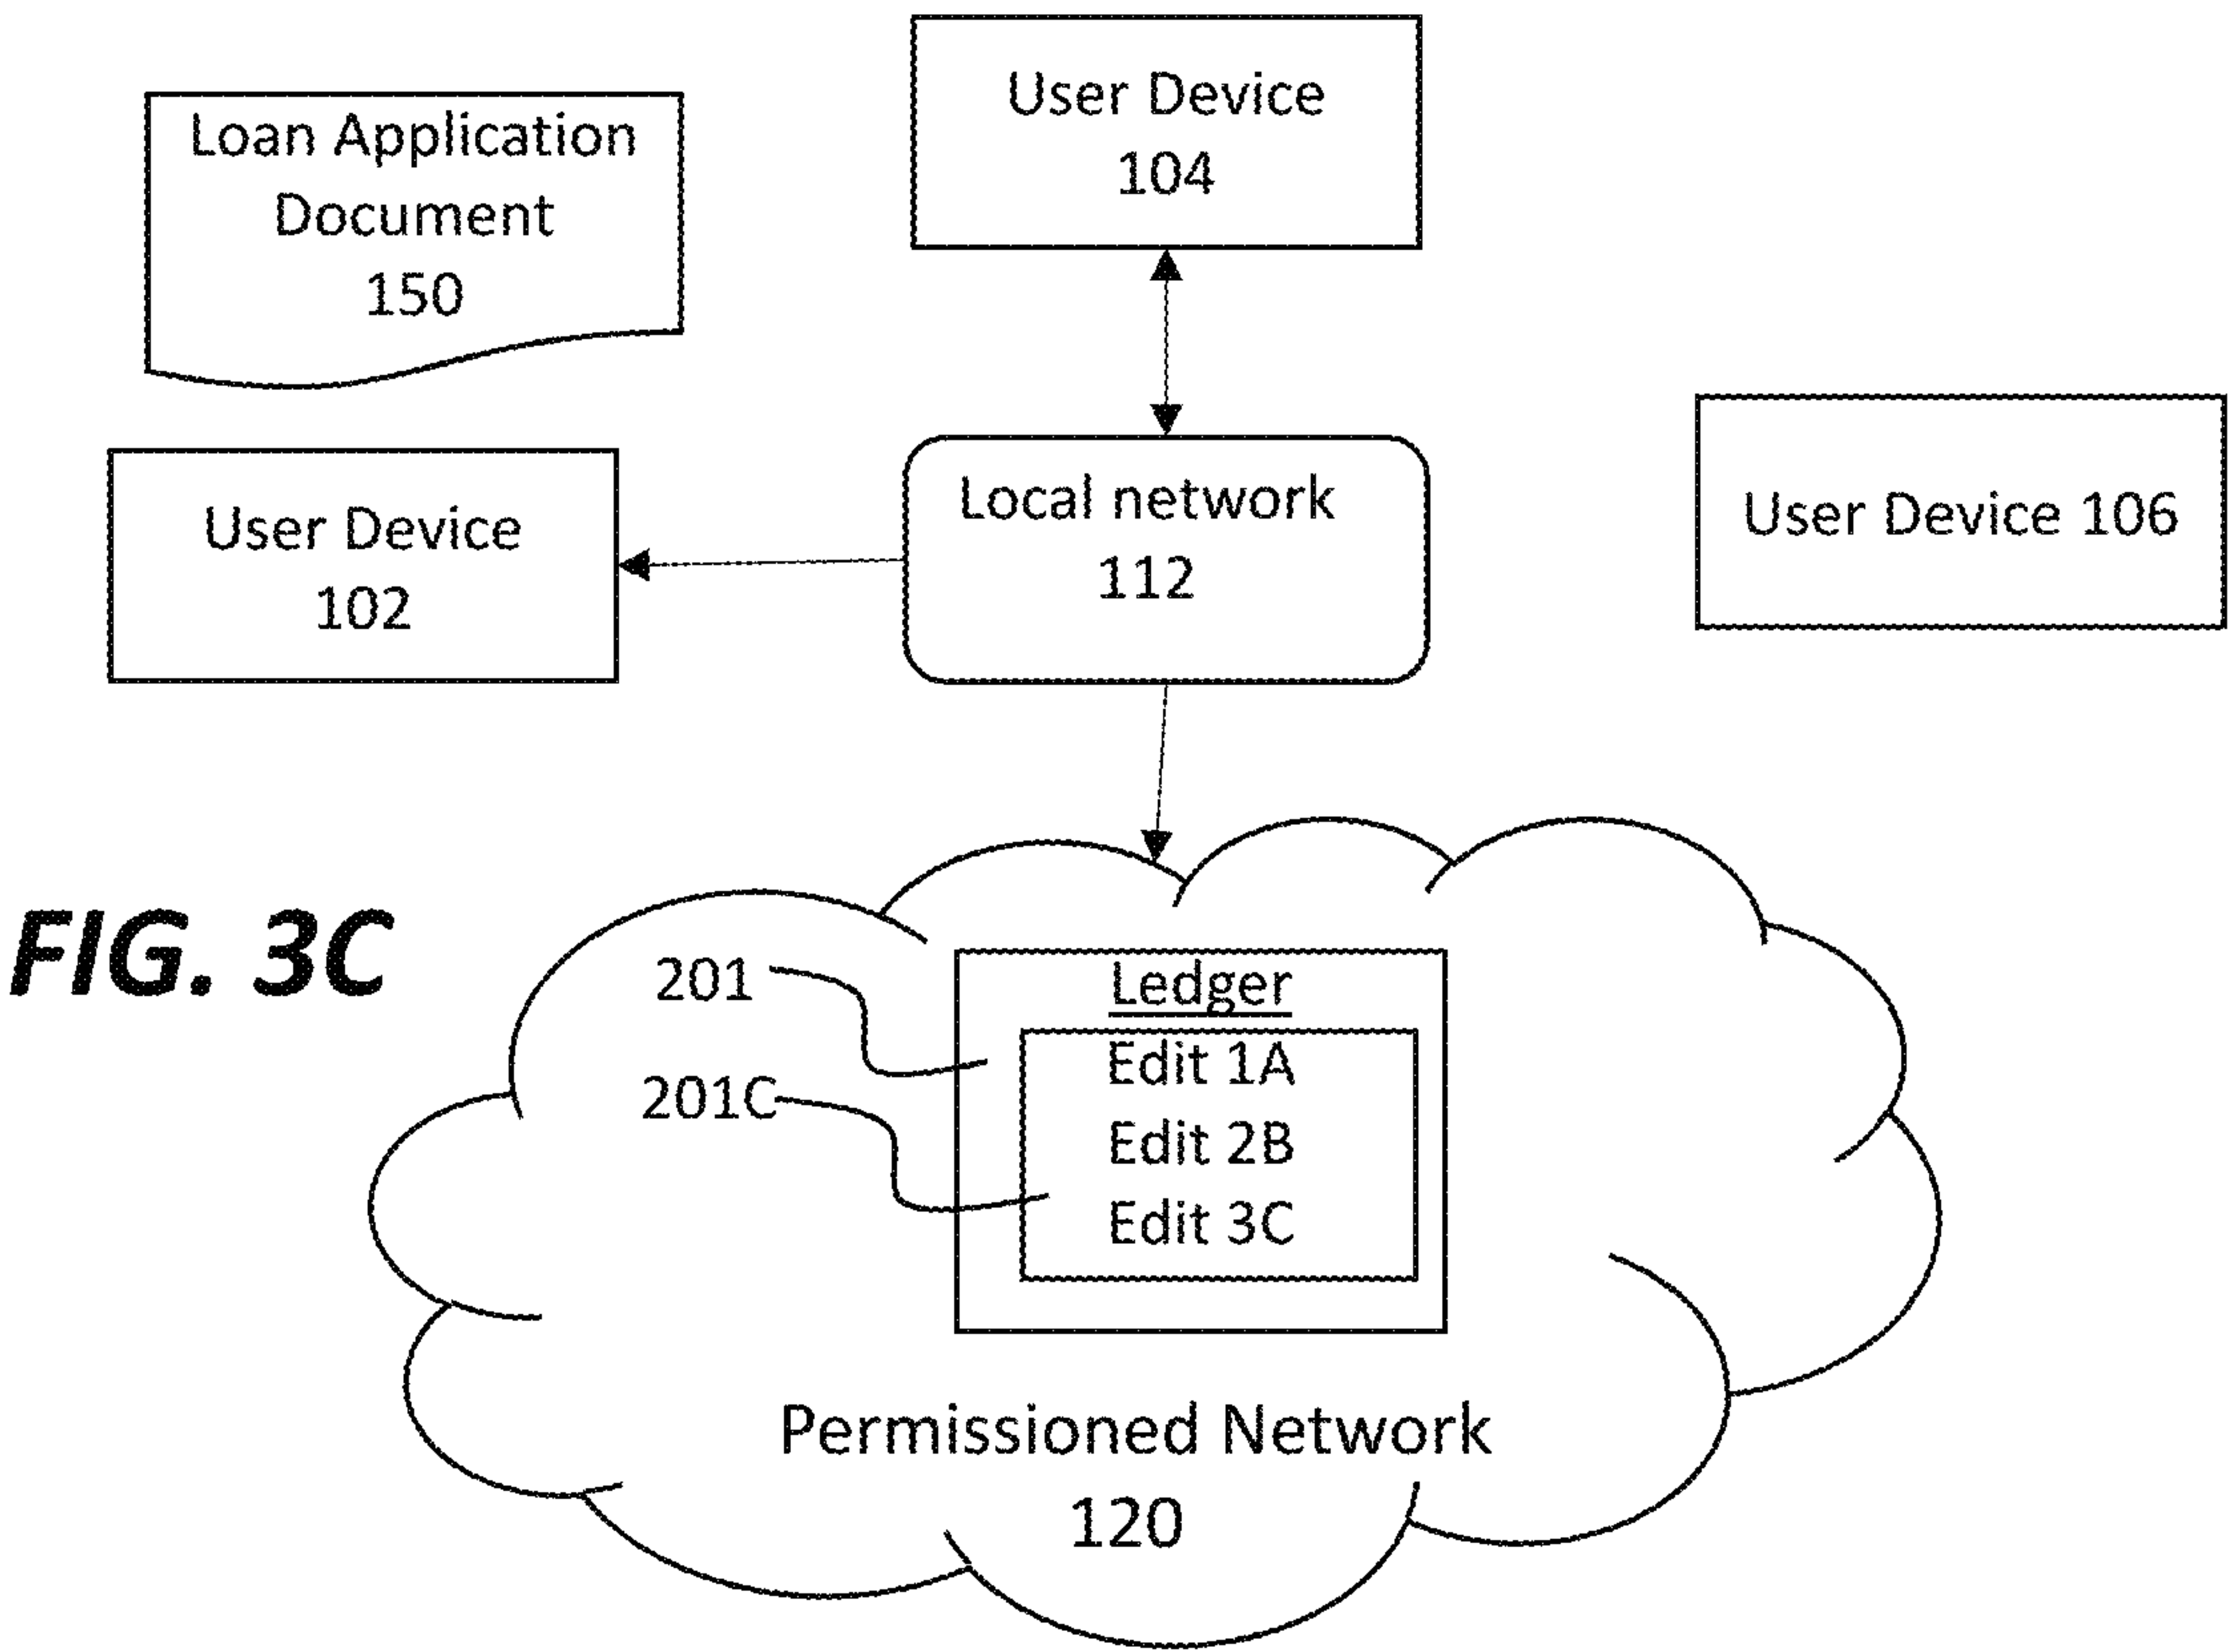 User Device
104
Loan Application
Document
150
Local network
112
User Device 106
User Device
102
FIG. 3C
201
201C
Ledger
Edit 1A
Edit 2B
Edit 3C
Permissioned Network
120